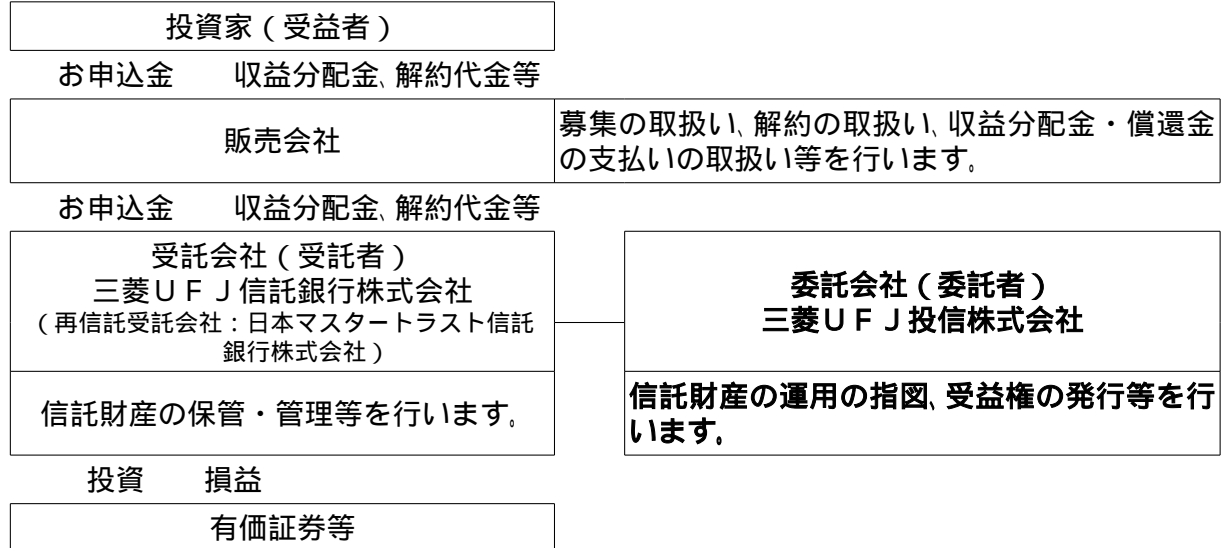 投資家（受益者）
お申込金　収益分配金、解約代金等
販売会社
募集の取扱い、解約の取扱い、収益分配金・償還金
の支払いの取扱い等を行います。
お申込金　収益分配金、解約代金等
受託会社（受託者）
三菱ＵＦＪ信託銀行株式会社
（再信託受託会社：日本マスタートラスト信託
銀行株式会社）
委託会社（委託者）
三菱ＵＦＪ投信株式会社
信託財産の保管・管理等を行います。
信託財産の運用の指図、受益権の発行等を行
います。
投資　損益
有価証券等